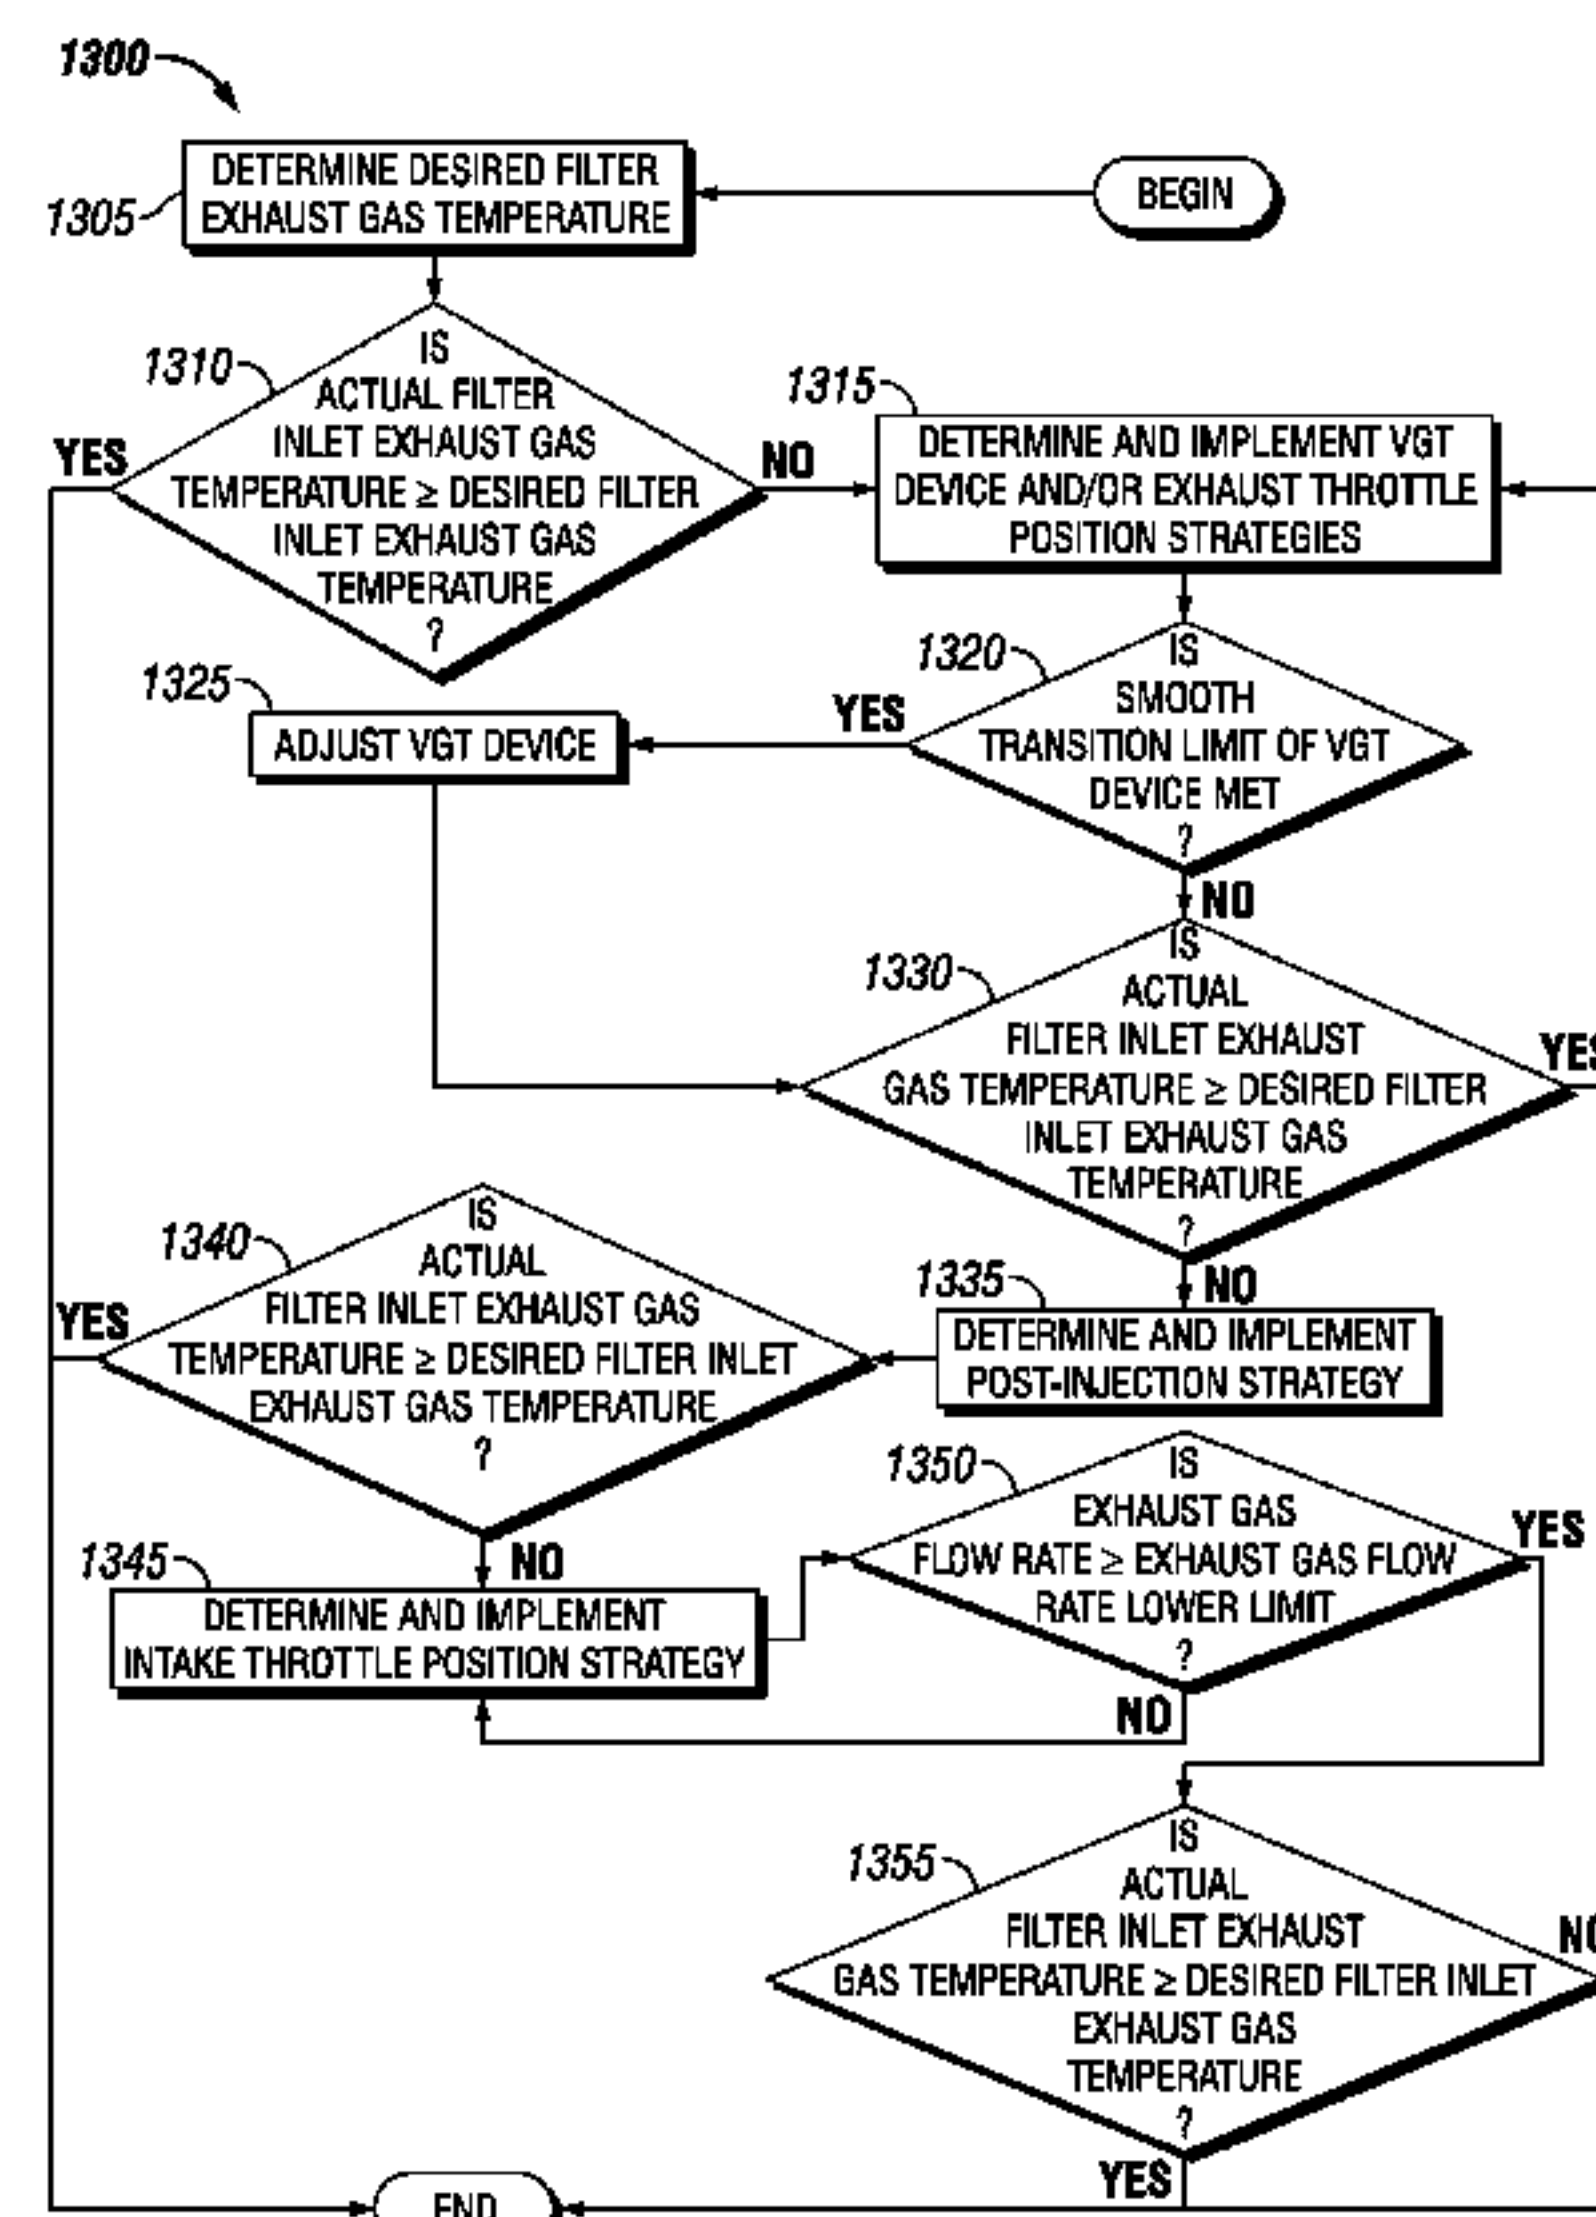 1300
DETERMINE DESIRED FILTER
EXHAUST GAS TEMPERATURE
1305
BEGIN
1310
IS
ACTUAL FILTER
INLET EXHAUST GAS
TEMPERATURE ≥ DESIRED FILTER
INLET EXHAUST GAS
TEMPERATURE
?
YES
NO
1315
DETERMINE AND IMPLEMENT VGT
DEVICE AND/OR EXHAUST THROTTLE
POSITION STRATEGIES
1320
IS
SMOOTH
TRANSITION LIMIT OF VGT
DEVICE MET
?
YES
NO
1325
ADJUST VGT DEVICE
1330
IS
ACTUAL
FILTER INLET EXHAUST
GAS TEMPERATURE ≥ DESIRED FILTER
INLET EXHAUST GAS
TEMPERATURE
?
YES
NO
1335
DETERMINE AND IMPLEMENT
POST-INJECTION STRATEGY
1340
IS
ACTUAL
FILTER INLET EXHAUST GAS
TEMPERATURE ≥ DESIRED FILTER INLET
EXHAUST GAS TEMPERATURE
?
YES
NO
1345
DETERMINE AND IMPLEMENT
INTAKE THROTTLE POSITION STRATEGY
1350
IS
EXHAUST GAS
FLOW RATE ≥ EXHAUST GAS FLOW
RATE LOWER LIMIT
?
YES
NO
1355
IS
ACTUAL
FILTER INLET EXHAUST
GAS TEMPERATURE ≥ DESIRED FILTER INLET
EXHAUST GAS
TEMPERATURE
?
NO
YES
END